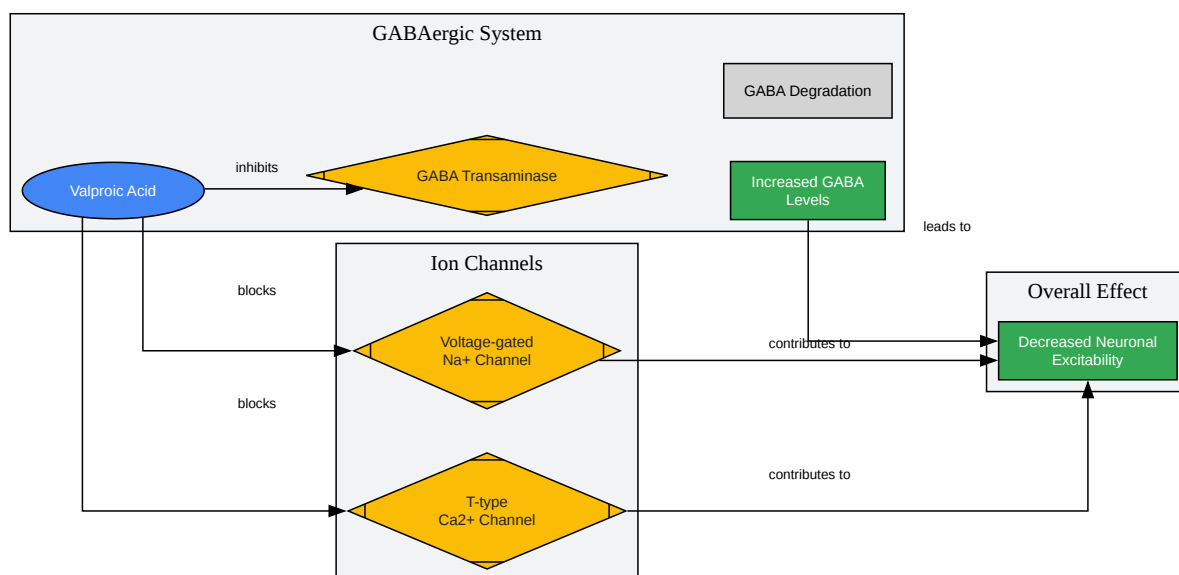 GABAergic System
GABA Degradation
inhibits
GABA Transaminase
Valproic Acid
Increased GABA
Levels
leads to
Ion Channels
blocks
Overall Effect
Voltage-gated
Na+ Channel
contributes to
Decreased Neuronal
Excitability
blocks
contributes to
T-type
Ca2+ Channel